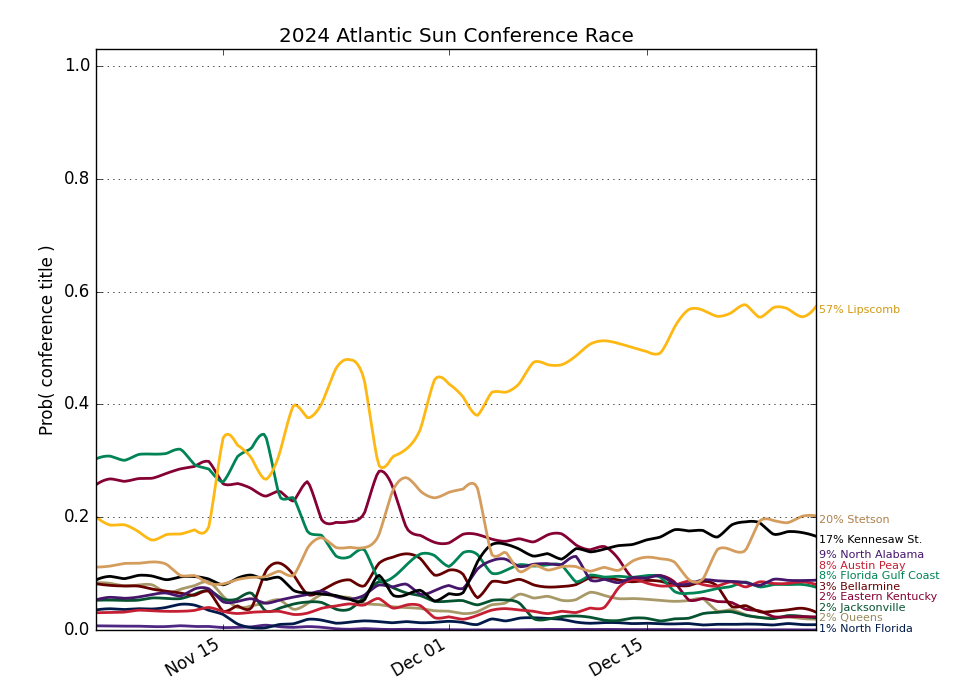 2024 Atlantic Sun Conference Race
Prob( conference title )
1.0
0.8
0.6
0.4
0.2
0.0
Nov 15
Dec 01
Dec 15
57% Lipscomb
20% Stetson
17% Kennesaw St.
9% North Alabama
8% Austin Peay
8% Florida Gulf Coast
3% Bellarmine
2% Eastern Kentucky
2% Jacksonville
2% Queens
1% North Florida